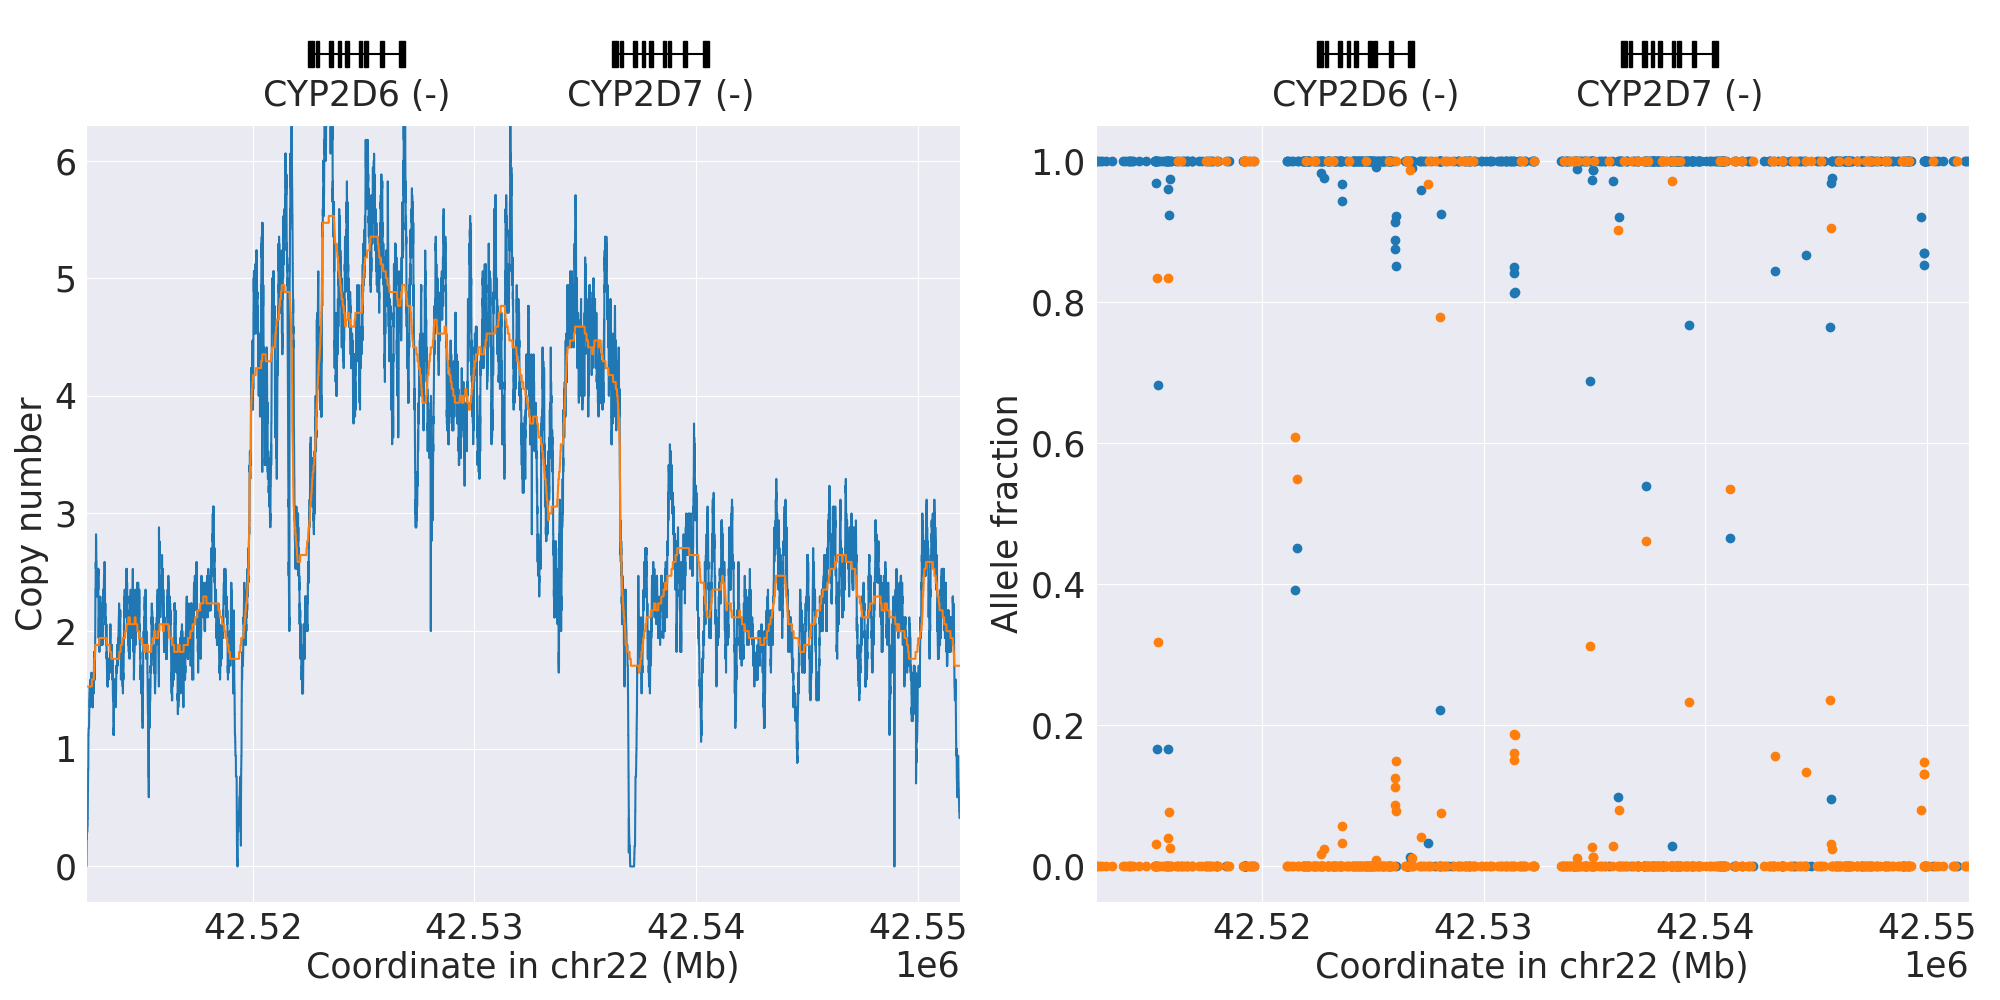 CYP2D6 (-) CYP2D7 (-)
6
5
4
3
2
1
0
Copy number
42.52 42.53 42.54 42.55
Coordinate in chr22 (Mb)
1e6
CYP2D6 (-) CYP2D7 (-)
1.0
0.8
0.6
0.4
0.2
0.0
Allele fraction
42.52 42.53 42.54 42.55
Coordinate in chr22 (Mb)
1e6